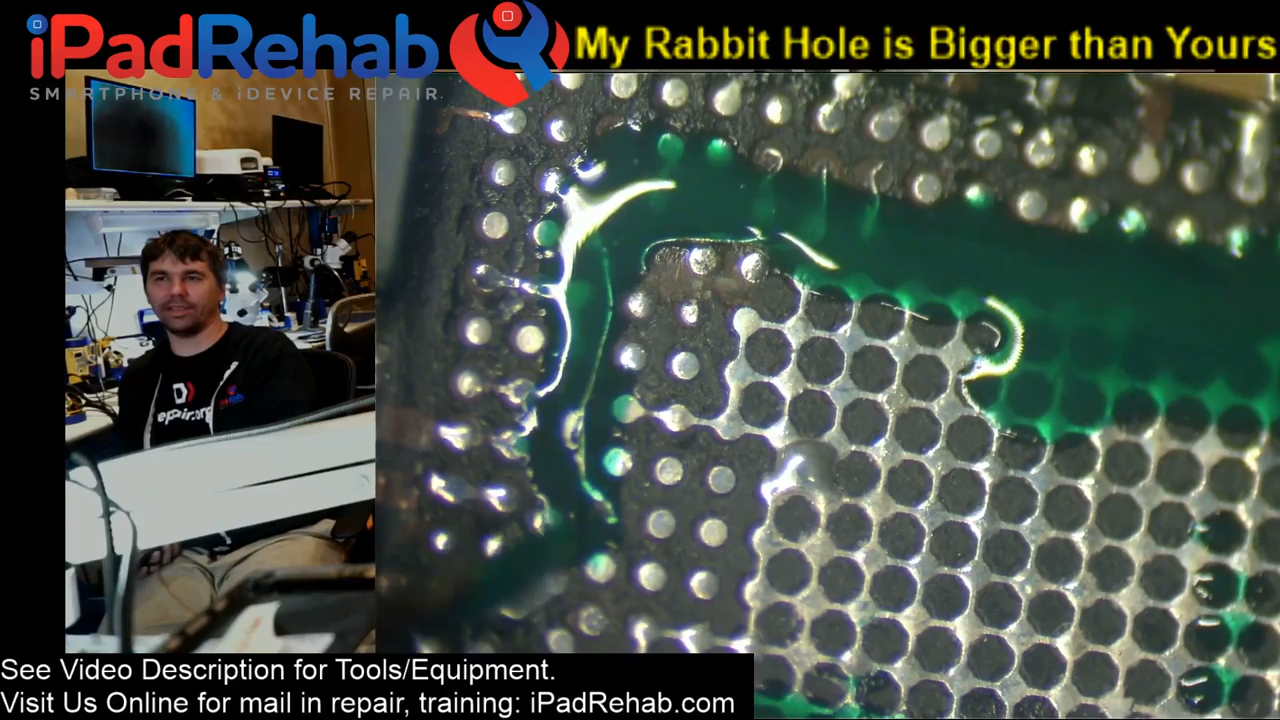 iPadRehab
SMARTPHONE & iDEVICE REPAIR
My Rabbit Hole is Bigger than Yours
See Video Description for Tools/Equipment.
Visit Us Online for mail in repair, training: iPadRehab.com